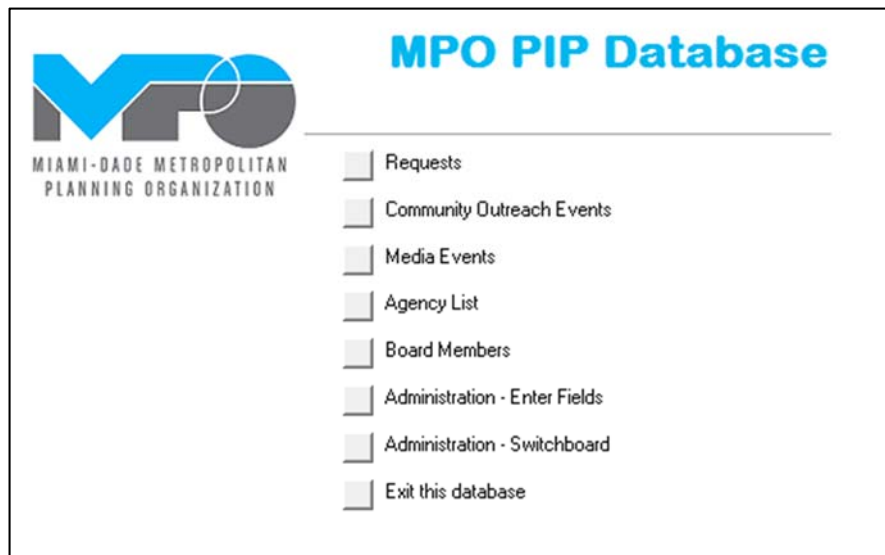 MPO PIP Database
MPO
MIAMI-DADE METROPOLITAN
PLANNING ORGANIZATION
Requests
Community Outreach Events
Media Events
Agency List
Board Members
Administration - Enter Fields
Administration - Switchboard
Exit this database